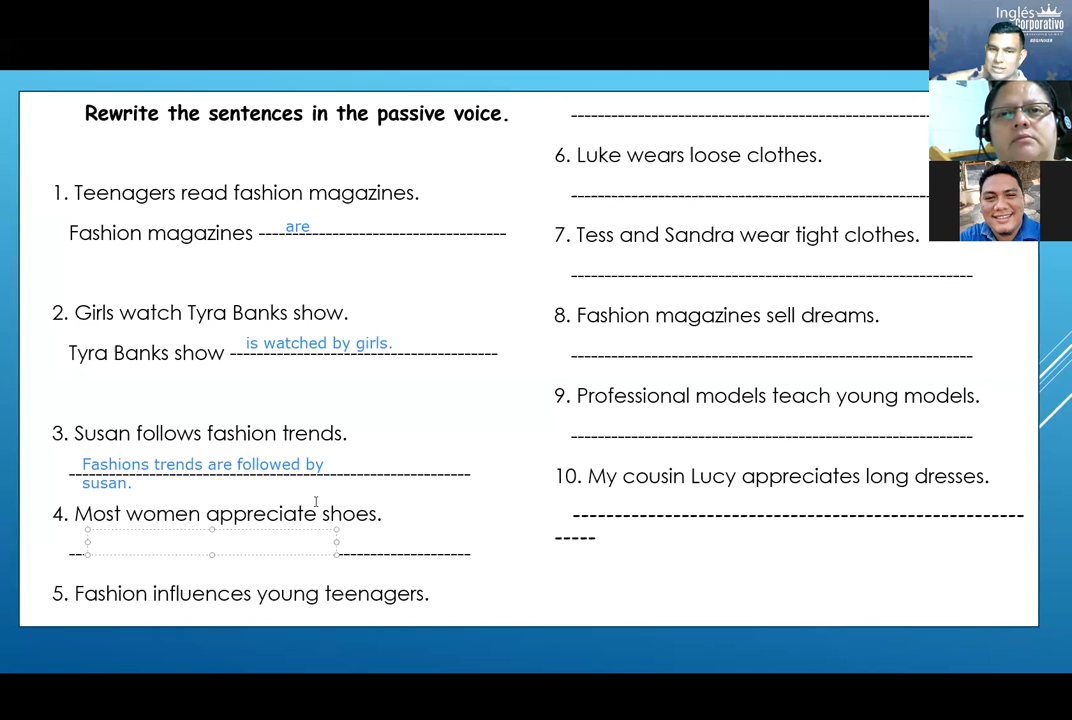 Inglés
Corporativo
BEGINNER
Rewrite the sentences in the passive voice.
1. Teenagers read fashion magazines.
Fashion magazines ------------------------------------
are
2. Girls watch Tyra Banks show.
Tyra Banks show ---------------------------------------
is watched by girls.
3. Susan follows fashion trends.
Fashions trends are followed by
susan.
4. Most women appreciate shoes.
5. Fashion influences young teenagers.
6. Luke wears loose clothes.
7. Tess and Sandra wear tight clothes.
8. Fashion magazines sell dreams.
9. Professional models teach young models.
10. My cousin Lucy appreciates long dresses.